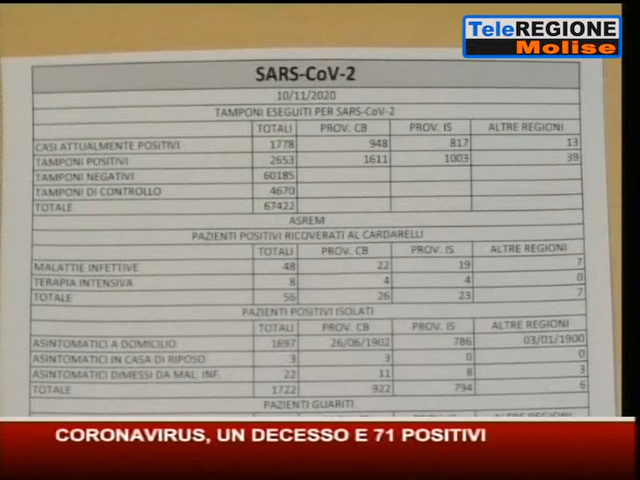 TeleREGIONE
Molise
SARS-CoV-2
10/11/2020
TAMPONI ESEGUITI PER SARS-CoV-2
TOTALI PROV. CB PROV. IS ALTRE REGIONI
CASI ATTUALMENTE POSITIVI 1778 948 817 13
TAMPONI POSITIVI 2653 1611 1003 39
TAMPONI NEGATIVI 60185
TAMPONI DI CONTROLLO 4670
TOTALE 67422
ASREM
PAZIENTI POSITIVI RICOVERATI AL CARDARELLI
TOTALI PROV. CB PROV. IS ALTRE REGIONI
MALATTIE INFETTIVE 48 22 19 7
TERAPIA INTENSIVA 8 4 4 0
TOTALE 56 26 23 7
PAZIENTI POSITIVI ISOLATI
TOTALI PROV. CB PROV. IS ALTRE REGIONI
ASINTOMATICI A DOMICILIO 1697 26/06/1902 786 03/01/1900
ASINTOMATICI IN CASA DI RIPOSO 3 3 0 0
ASINTOMATICI DIMESSI DA MAL. INF. 22 11 8 3
TOTALE 1722 922 794 6
PAZIENTI GUARITI
CORONAVIRUS, UN DECESSO E 71 POSITIVI